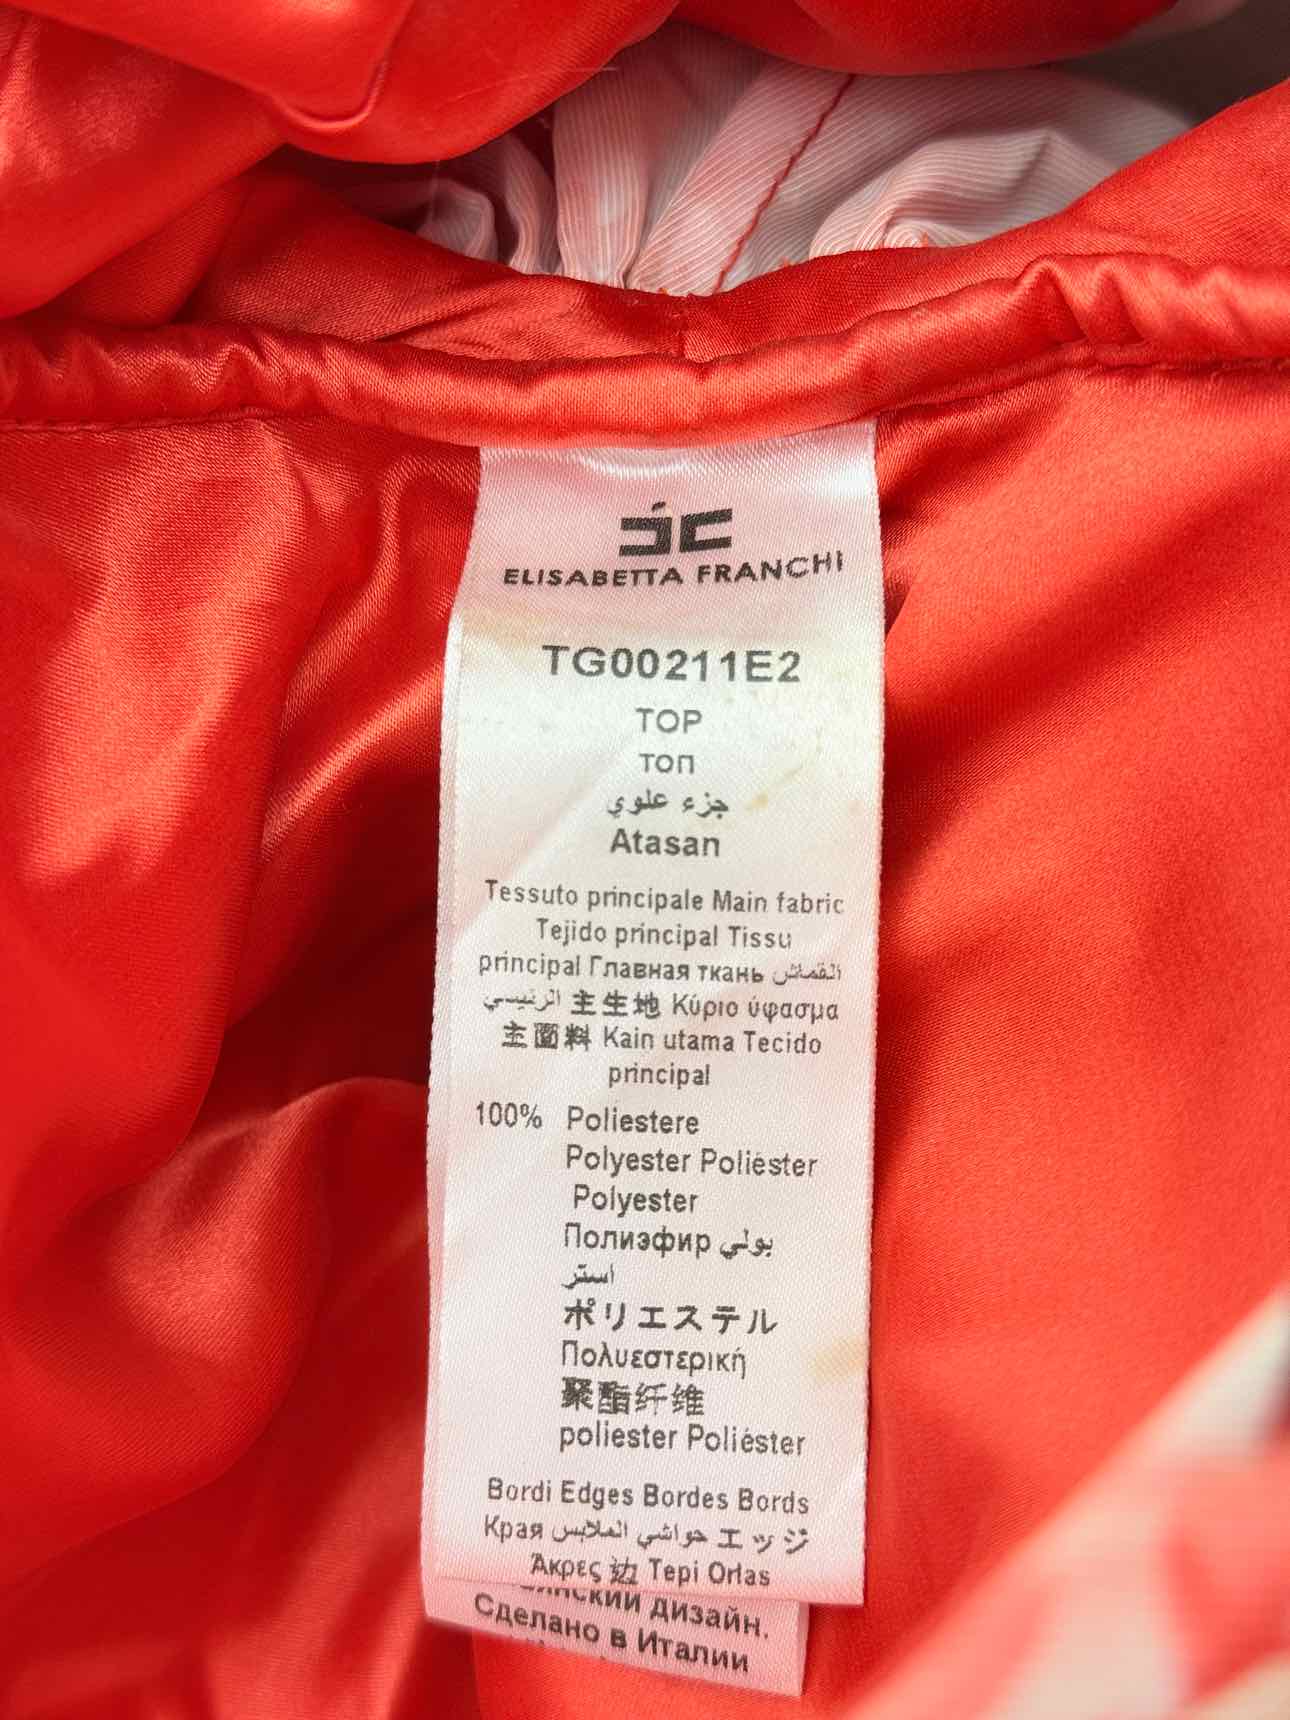 ELISABETTA FRANCHI
TG00211E2
TOP
ТОП
جزء علوي
Atasan
Tessuto principale Main fabric
Tejido principal Tissu
principal Главная ткань القماش
الرئيسي 主生地 Κύριο ύφασμα
主面料 Kain utama Tecido
principal
100% Poliestere
Polyester Poliéster
Polyester
Полиэфир بولي
استر
ポリエステル
Πολυεστερική
聚酯纤维
poliester Poliéster
Bordi Edges Bordes Bords
Края حواشي الملابس エッジ
Άκρες 边 Tepi Orlas
дизайн.
Сделано в Италии